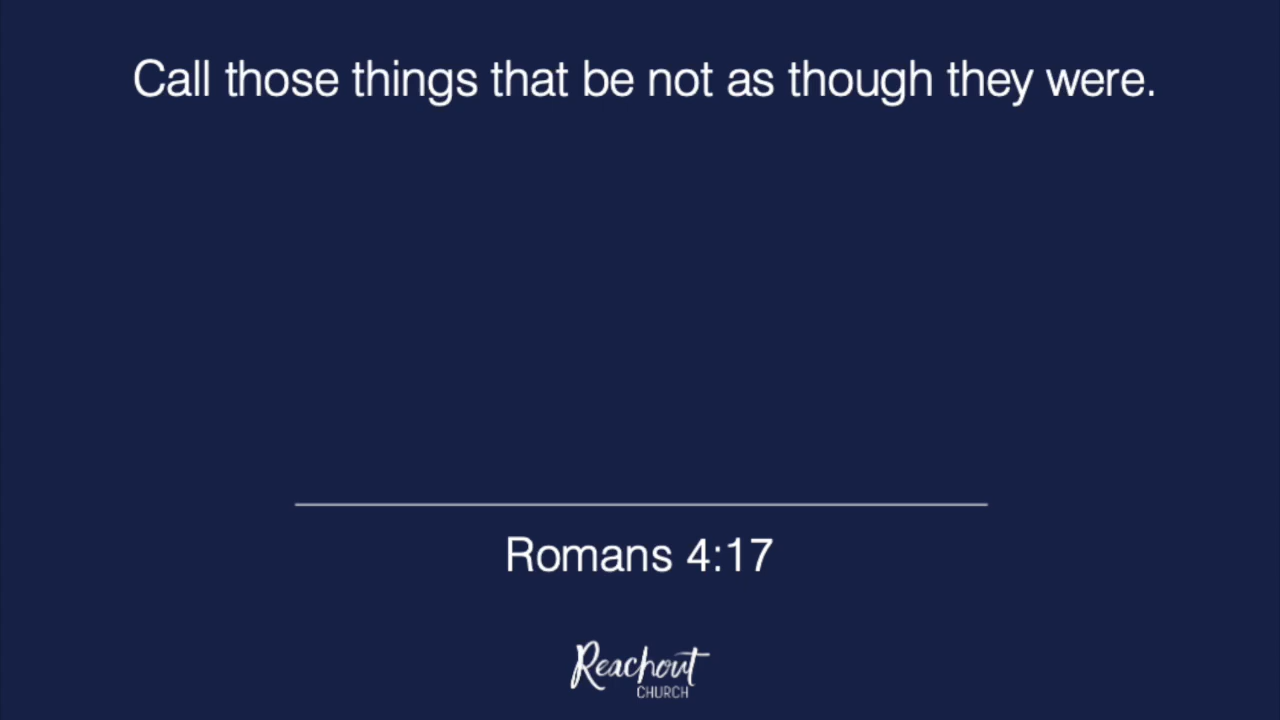 Call those things that be not as though they were.
Romans 4:17
Reachout
CHURCH